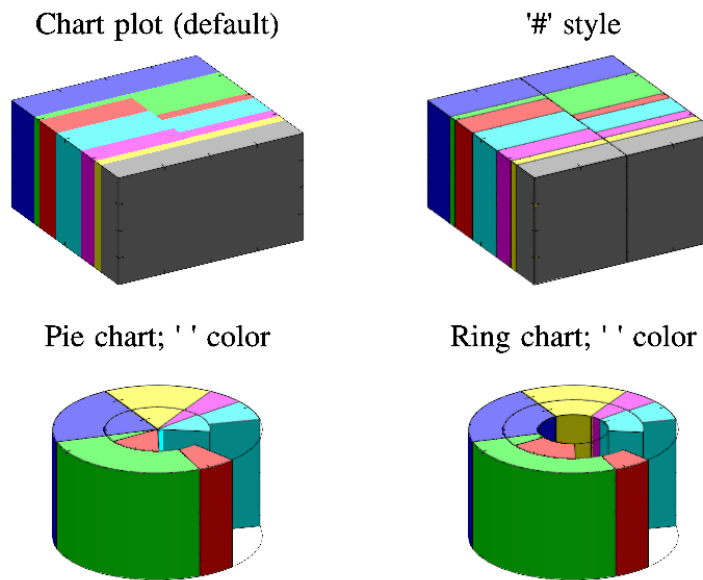 Chart plot (default)
'#' style
Pie chart; ' ' color
Ring chart; ' ' color